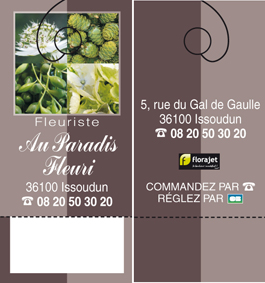 Fleuriste
Au Paradis
Fleuri
36100 Issoudun
☎ 08 20 50 30 20
5, rue du Gal de Gaulle
36100 Issoudun
☎ 08 20 50 30 20
florajet
COMMANDEZ PAR ☎
RÉGLEZ PAR CB